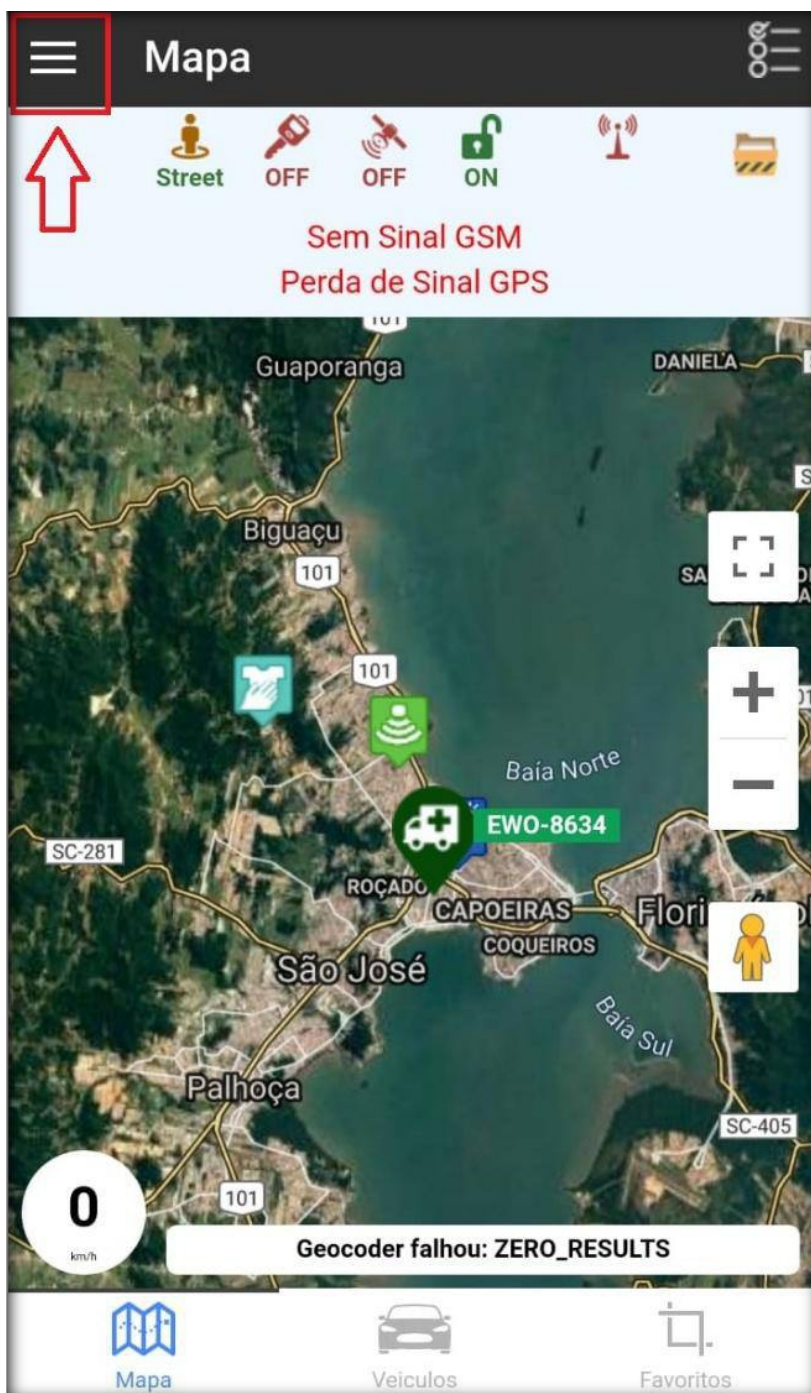 Mapa
Street OFF OFF ON
Sem Sinal GSM
Perda de Sinal GPS
101
Guaporanga
DANIELA
Biguaçu
101
SA
101
Baía Norte
EWO-8634
SC-281
ROÇADO
CAPOEIRAS
Flori
COQUEIROS
São José
Baía Sul
Palhoça
SC-405
101
0
km/h
Geocoder falhou: ZERO_RESULTS
Mapa Veiculos Favoritos